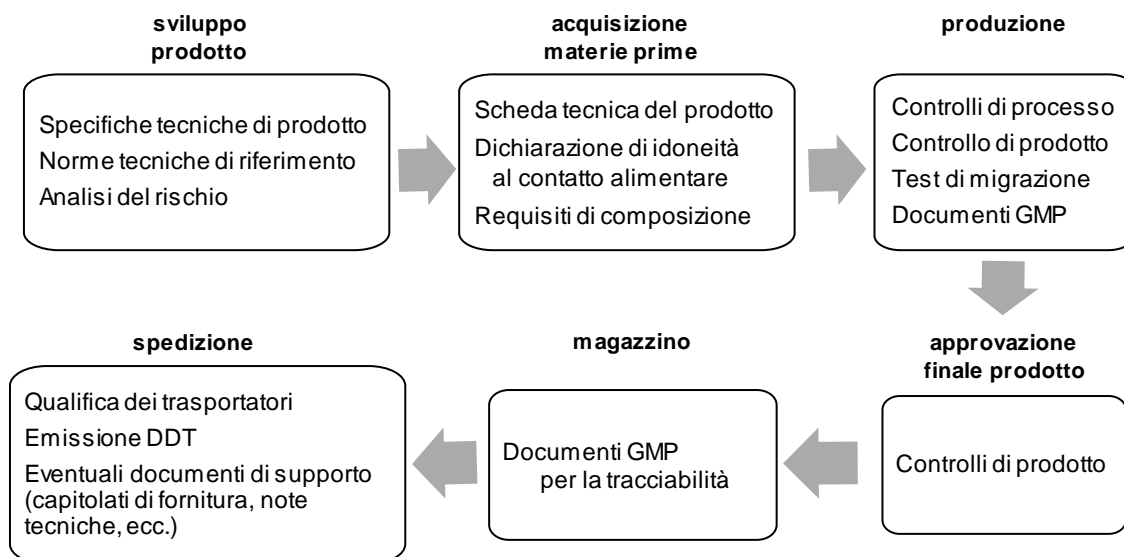 sviluppo
prodotto
Specifiche tecniche di prodotto
Norme tecniche di riferimento
Analisi del rischio
acquisizione
materie prime
Scheda tecnica del prodotto
Dichiarazione di idoneità
al contatto alimentare
Requisiti di composizione
produzione
Controlli di processo
Controllo di prodotto
Test di migrazione
Documenti GMP
approvazione
finale prodotto
Controlli di prodotto
magazzino
Documenti GMP
per la tracciabilità
spedizione
Qualifica dei trasportatori
Emissione DDT
Eventuali documenti di supporto
(capitolati di fornitura, note
tecniche, ecc.)